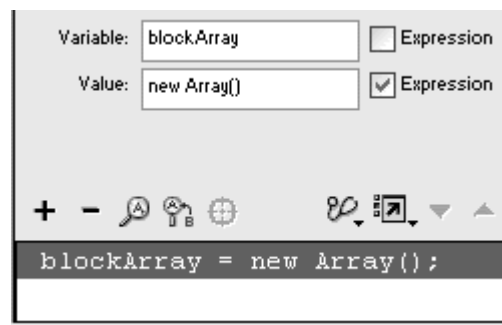 Variable: blockArray Expression
Value: new Array() Expression
blockArray = new Array();